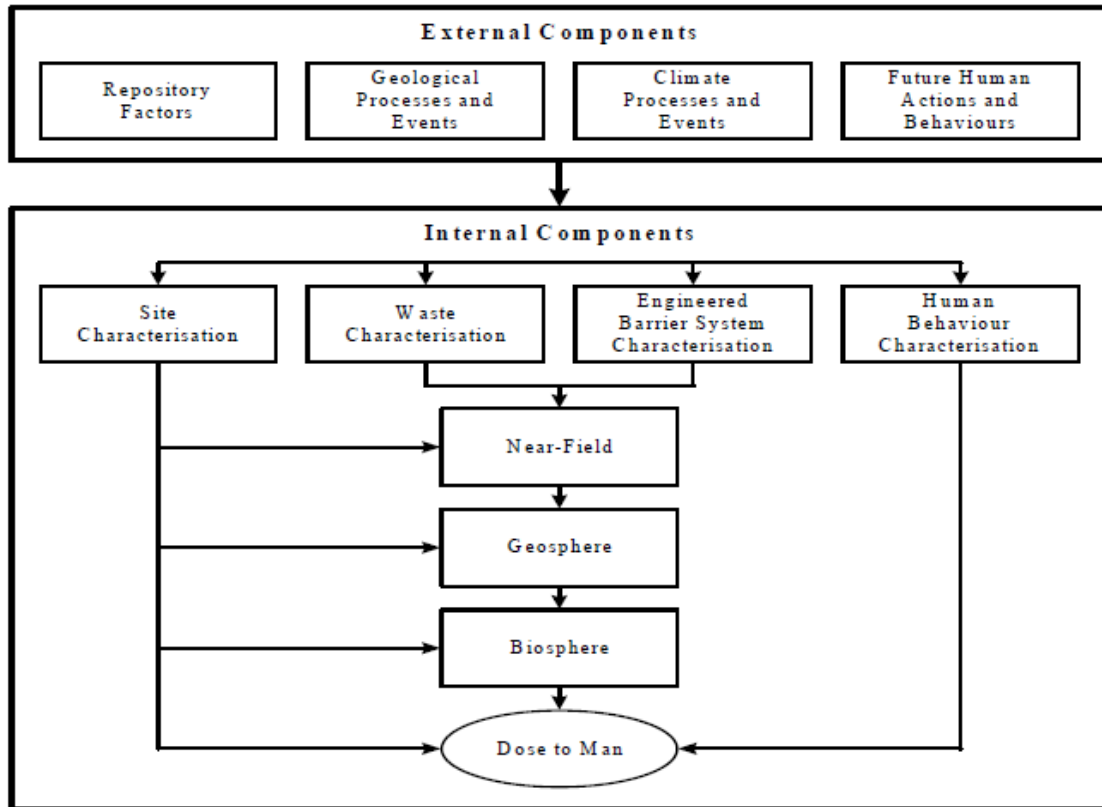 External Components
Repository
Factors
Geological
Processes and
Events
Climate
Processes and
Events
Future Human
Actions and
Behaviours
Internal Components
Site
Characterisation
Waste
Characterisation
Engineered
Barrier System
Characterisation
Human
Behaviour
Characterisation
Near-Field
Geosphere
Biosphere
Dose to Man